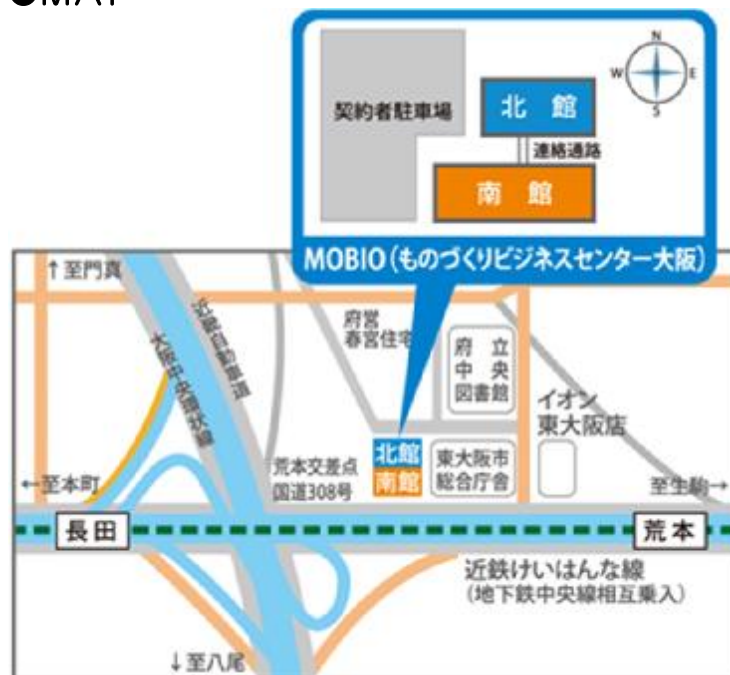 N
W
E
S
契約者駐車場
北 館
連絡通路
南 館
MOBIO(ものづくりビジネスセンター大阪)
↑至門真
近畿自動車道
大阪中央環状線
府営
春宮住宅
府 立
中 央
図書館
イオン
東大阪店
荒本交差点
国道308号
北館
南館
東大阪市
総合庁舎
←至本町
至生駒→
長田
荒本
近鉄けいはんな線
(地下鉄中央線相互乗入)
↓至八尾